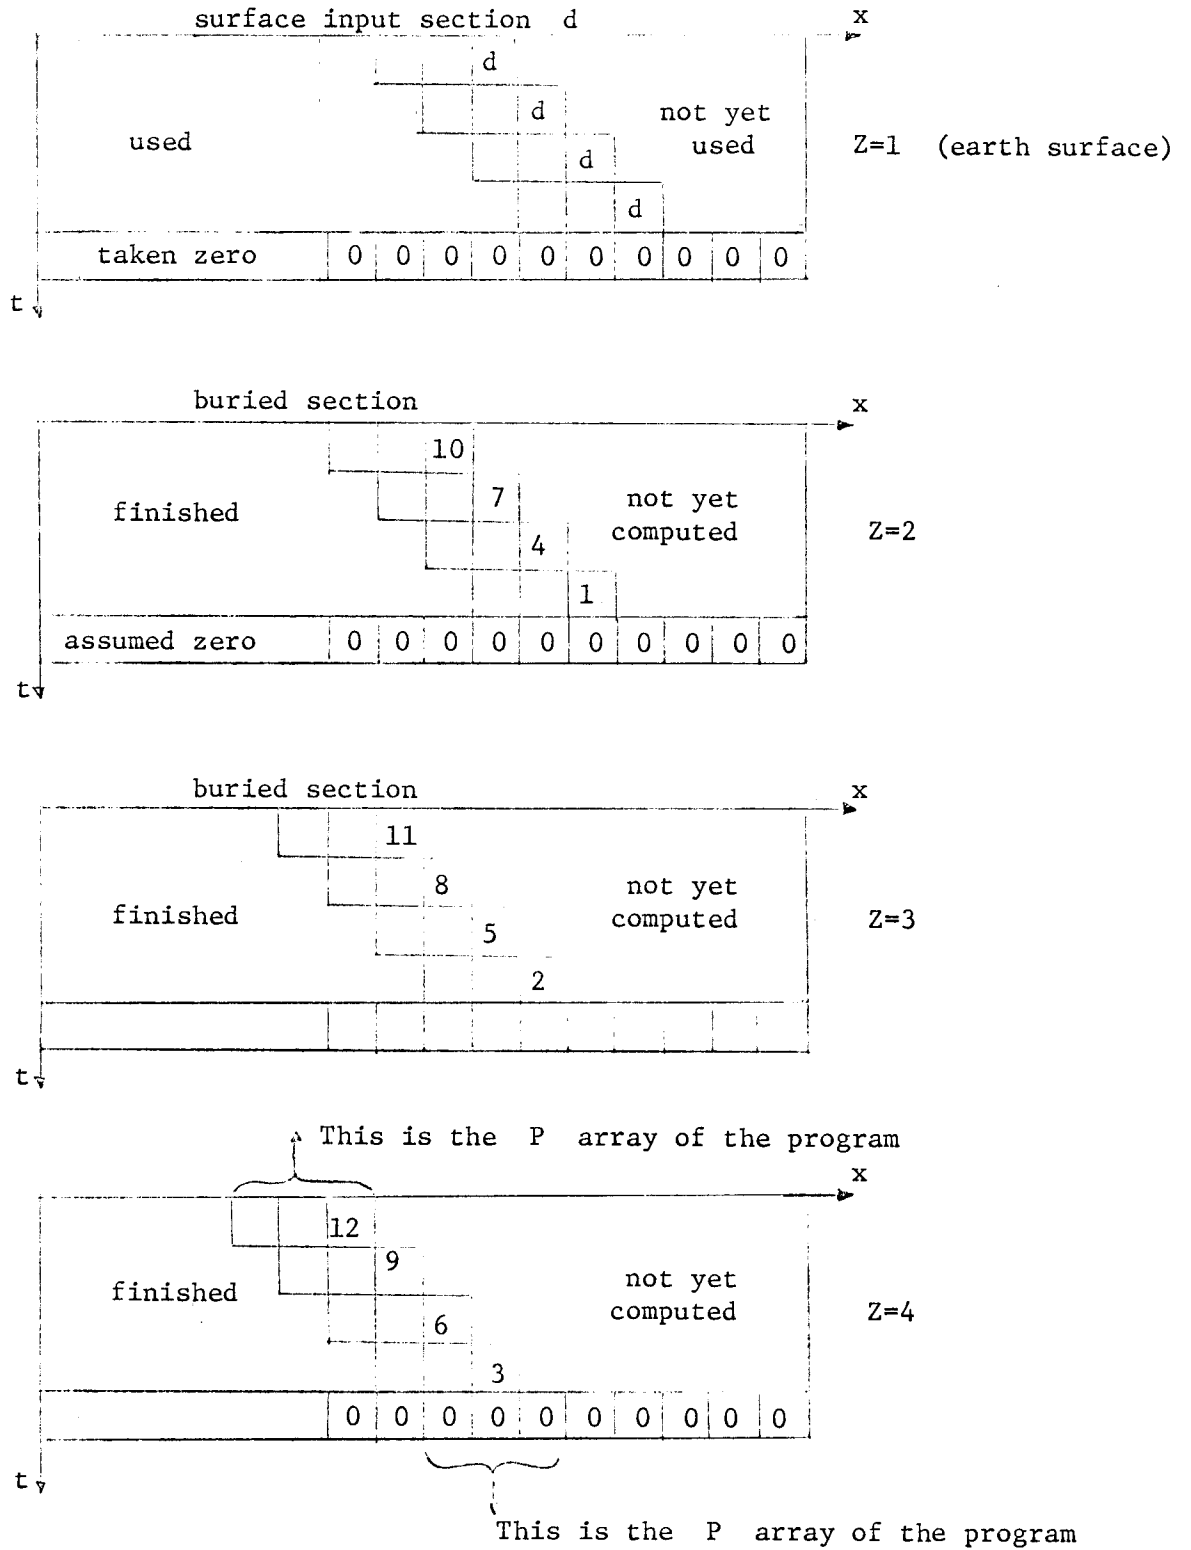 surface input section d
x
d
d
not yet
used
used
Z=1 (earth surface)
d
d
taken zero 0 0 0 0 0 0 0 0 0 0
t
buried section
x
10
7
not yet
finished
computed
Z=2
4
1
assumed zero 0 0 0 0 0 0 0 0 0 0
t
buried section
x
11
8
not yet
finished
computed
Z=3
5
2
t
This is the P array of the program
x
12
9
not yet
finished
computed
Z=4
6
3
0 0 0 0 0 0 0 0 0 0
t
This is the P array of the program